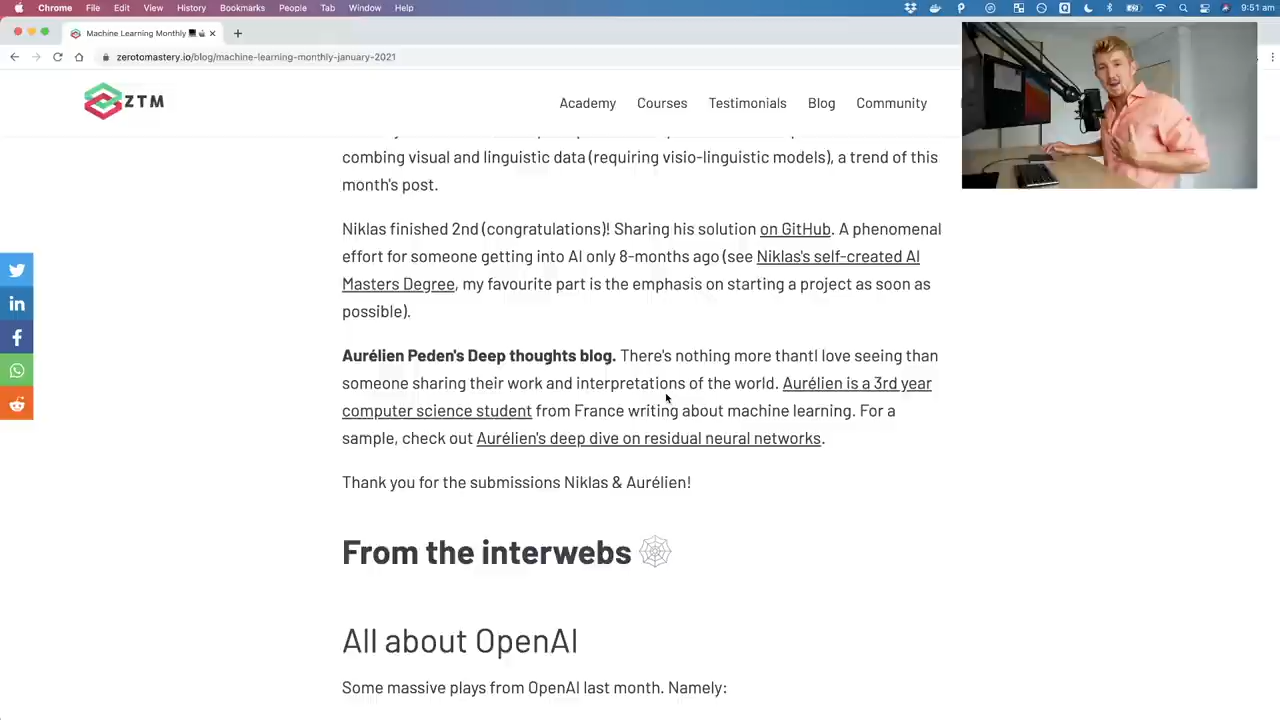 Chrome File Edit View History Bookmarks People Tab Window Help 9:51 am
Machine Learning Monthly
zerotomastery.io/blog/machine-learning-monthly-january-2021
ZTM
Academy Courses Testimonials Blog Community
combing visual and linguistic data (requiring visio-linguistic models), a trend of this
month's post.
Niklas finished 2nd (congratulations)! Sharing his solution on GitHub. A phenomenal
effort for someone getting into AI only 8-months ago (see Niklas's self-created AI
Masters Degree, my favourite part is the emphasis on starting a project as soon as
possible).
Aurélien Peden's Deep thoughts blog. There's nothing more thantI love seeing than
someone sharing their work and interpretations of the world. Aurélien is a 3rd year
computer science student from France writing about machine learning. For a
sample, check out Aurélien's deep dive on residual neural networks.
Thank you for the submissions Niklas & Aurélien!
From the interwebs
All about OpenAI
Some massive plays from OpenAI last month. Namely: